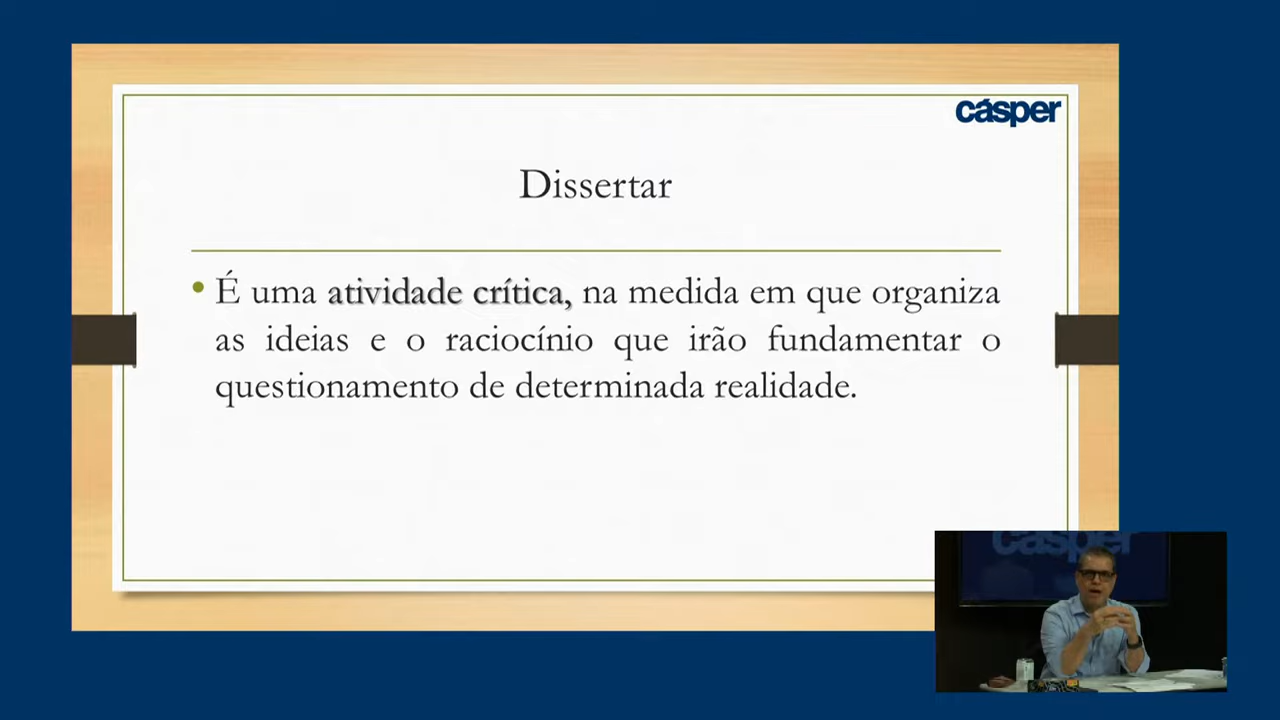 cásper
Dissertar
• É uma atividade crítica, na medida em que organiza
as ideias e o raciocínio que irão fundamentar o
questionamento de determinada realidade.
cásper